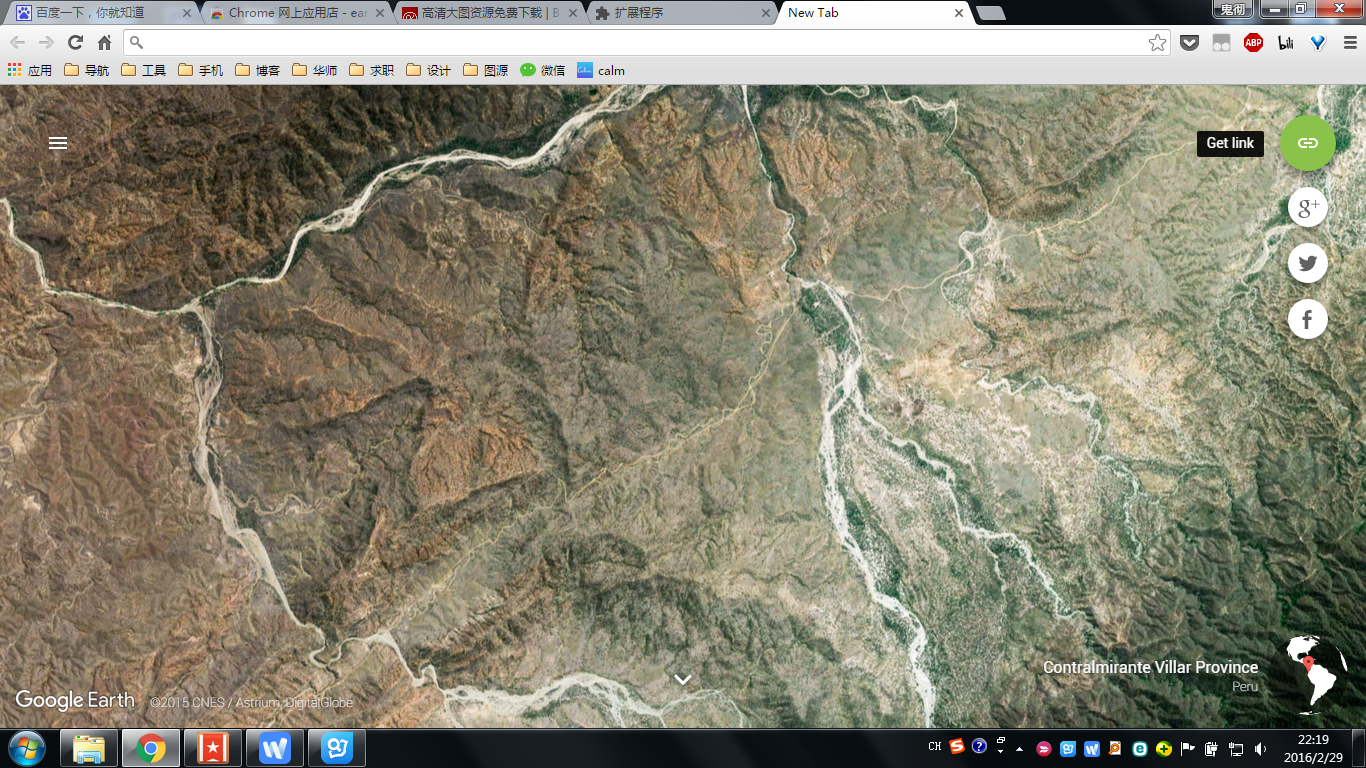 百度一下，你就知道
Chrome 网上应用店 - ear
高清大图资源免费下载 | B
扩展程序
New Tab
鬼彻
ABP
应用
导航
工具
手机
博客
华师
求职
设计
图源
微信
calm
Get link
g+
Contralmirante Villar Province
Peru
Google Earth
©2015 CNES / Astrium, DigitalGlobe
CH
22:19
2016/2/29